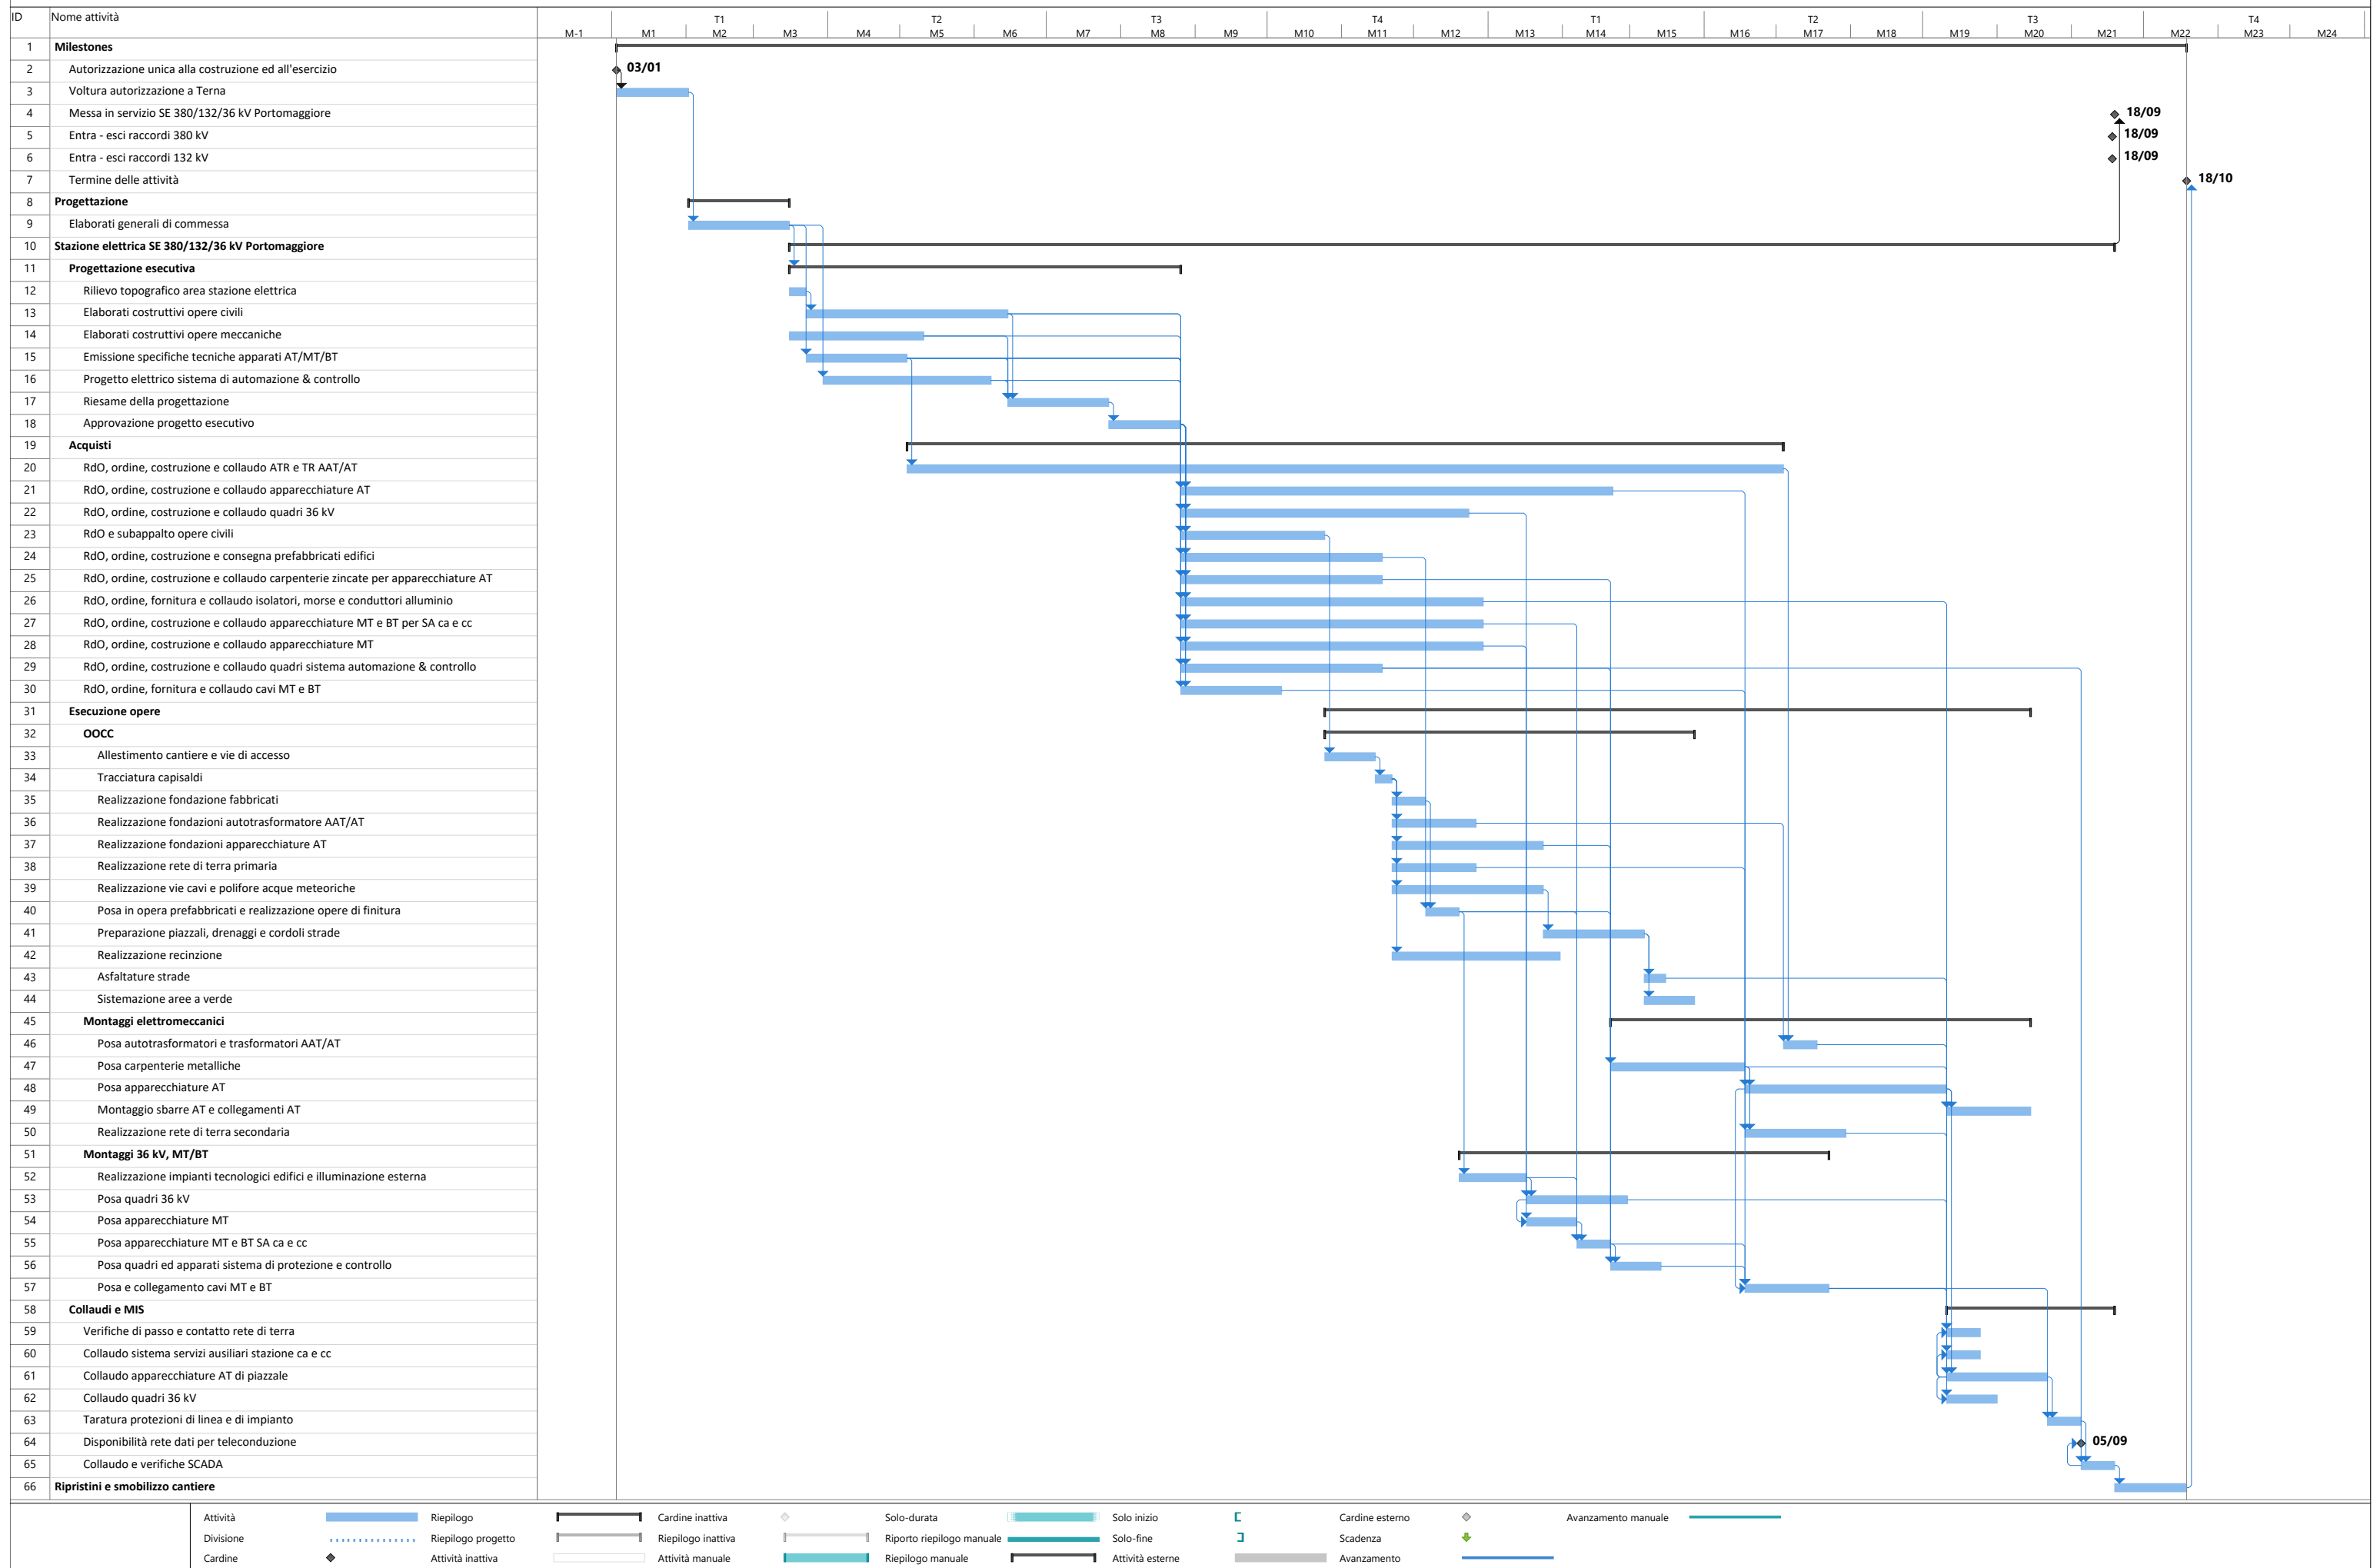 ID Nome attività T1 T2 T3 T4 T1 T2 T3 T4
M-1 M1 M2 M3 M4 M5 M6 M7 M8 M9 M10 M11 M12 M13 M14 M15 M16 M17 M18 M19 M20 M21 M22 M23 M24
1 Milestones
2 Autorizzazione unica alla costruzione ed all'esercizio 03/01
3 Voltura autorizzazione a Terna
4 Messa in servizio SE 380/132/36 kV Portomaggiore 18/09
5 Entra - esci raccordi 380 kV 18/09
6 Entra - esci raccordi 132 kV 18/09
7 Termine delle attività 18/10
8 Progettazione
9 Elaborati generali di commessa
10 Stazione elettrica SE 380/132/36 kV Portomaggiore
11 Progettazione esecutiva
12 Rilievo topografico area stazione elettrica
13 Elaborati costruttivi opere civili
14 Elaborati costruttivi opere meccaniche
15 Emissione specifiche tecniche apparati AT/MT/BT
16 Progetto elettrico sistema di automazione & controllo
17 Riesame della progettazione
18 Approvazione progetto esecutivo
19 Acquisti
20 RdO, ordine, costruzione e collaudo ATR e TR AAT/AT
21 RdO, ordine, costruzione e collaudo apparecchiature AT
22 RdO, ordine, costruzione e collaudo quadri 36 kV
23 RdO e subappalto opere civili
24 RdO, ordine, costruzione e consegna prefabbricati edifici
25 RdO, ordine, costruzione e collaudo carpenterie zincate per apparecchiature AT
26 RdO, ordine, fornitura e collaudo isolatori, morse e conduttori alluminio
27 RdO, ordine, costruzione e collaudo apparecchiature MT e BT per SA ca e cc
28 RdO, ordine, costruzione e collaudo apparecchiature MT
29 RdO, ordine, costruzione e collaudo quadri sistema automazione & controllo
30 RdO, ordine, fornitura e collaudo cavi MT e BT
31 Esecuzione opere
32 OOCC
33 Allestimento cantiere e vie di accesso
34 Tracciatura capisaldi
35 Realizzazione fondazione fabbricati
36 Realizzazione fondazioni autotrasformatore AAT/AT
37 Realizzazione fondazioni apparecchiature AT
38 Realizzazione rete di terra primaria
39 Realizzazione vie cavi e polifore acque meteoriche
40 Posa in opera prefabbricati e realizzazione opere di finitura
41 Preparazione piazzali, drenaggi e cordoli strade
42 Realizzazione recinzione
43 Asfaltature strade
44 Sistemazione aree a verde
45 Montaggi elettromeccanici
46 Posa autotrasformatori e trasformatori AAT/AT
47 Posa carpenterie metalliche
48 Posa apparecchiature AT
49 Montaggio sbarre AT e collegamenti AT
50 Realizzazione rete di terra secondaria
51 Montaggi 36 kV, MT/BT
52 Realizzazione impianti tecnologici edifici e illuminazione esterna
53 Posa quadri 36 kV
54 Posa apparecchiature MT
55 Posa apparecchiature MT e BT SA ca e cc
56 Posa quadri ed apparati sistema di protezione e controllo
57 Posa e collegamento cavi MT e BT
58 Collaudi e MIS
59 Verifiche di passo e contatto rete di terra
60 Collaudo sistema servizi ausiliari stazione ca e cc
61 Collaudo apparecchiature AT di piazzale
62 Collaudo quadri 36 kV
63 Taratura protezioni di linea e di impianto
64 Disponibilità rete dati per teleconduzione 05/09
65 Collaudo e verifiche SCADA
66 Ripristini e smobilizzo cantiere
Attività Riepilogo Cardine inattiva Solo-durata Solo inizio Cardine esterno Avanzamento manuale
Divisione Riepilogo progetto Riepilogo inattiva Riporto riepilogo manuale Solo-fine Scadenza
Cardine Attività inattiva Attività manuale Riepilogo manuale Attività esterne Avanzamento